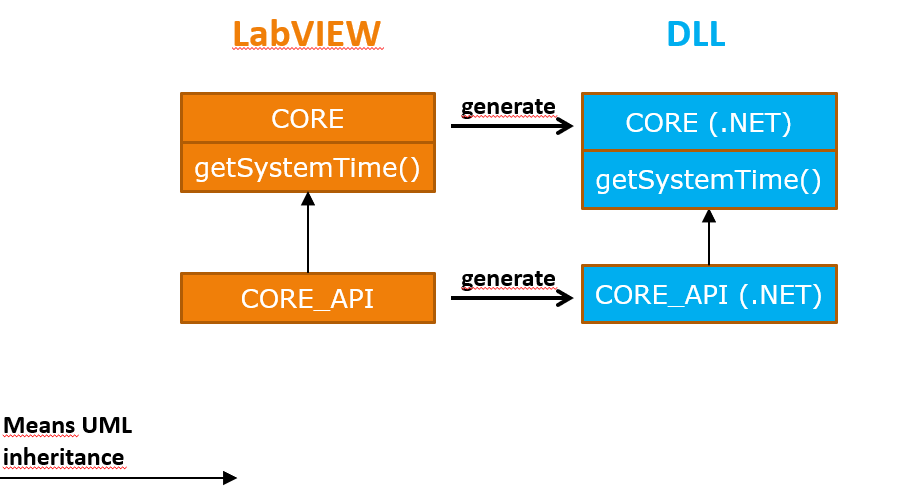 LabVIEW
DLL
CORE
generate
CORE (.NET)
getSystemTime()
getSystemTime()
CORE_API
generate
CORE_API (.NET)
Means UML
inheritance